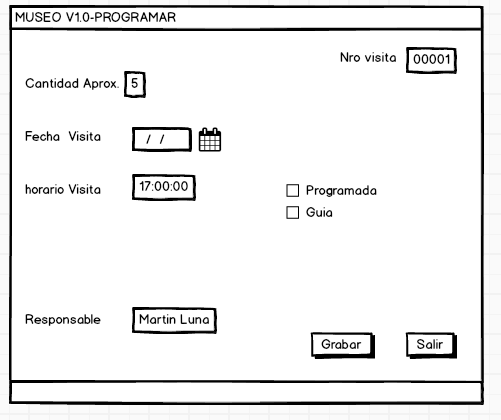 MUSEO V1.0-PROGRAMAR
Nro visita 00001
Cantidad Aprox. 5
Fecha Visita / /
horario Visita 17:00:00
Programada
Guia
Responsable Martin Luna
Grabar Salir